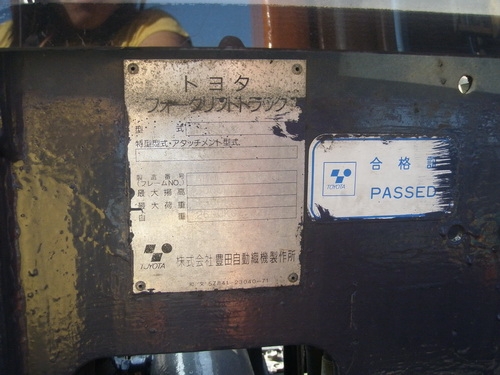 トヨタ
フォークリフトトラック
型 式
特型型式・アタッチメント型式
製造番号
(フレームNO.)
最大揚高
最大荷重
自重
TOYOTA
株式会社 豊田自動織機製作所
合格
TOYOTA
PASSED